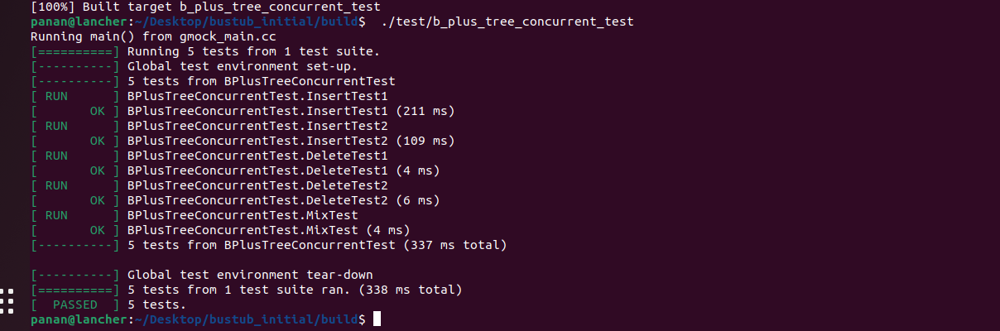 [100%] Built target b_plus_tree_concurrent_test
panan@lancher:~/Desktop/bustub_initial/build$  ./test/b_plus_tree_concurrent_test
Running main() from gmock_main.cc
[==========] Running 5 tests from 1 test suite.
[----------] Global test environment set-up.
[----------] 5 tests from BPlusTreeConcurrentTest
[ RUN      ] BPlusTreeConcurrentTest.InsertTest1
[       OK ] BPlusTreeConcurrentTest.InsertTest1 (211 ms)
[ RUN      ] BPlusTreeConcurrentTest.InsertTest2
[       OK ] BPlusTreeConcurrentTest.InsertTest2 (109 ms)
[ RUN      ] BPlusTreeConcurrentTest.DeleteTest1
[       OK ] BPlusTreeConcurrentTest.DeleteTest1 (4 ms)
[ RUN      ] BPlusTreeConcurrentTest.DeleteTest2
[       OK ] BPlusTreeConcurrentTest.DeleteTest2 (6 ms)
[ RUN      ] BPlusTreeConcurrentTest.MixTest
[       OK ] BPlusTreeConcurrentTest.MixTest (4 ms)
[----------] 5 tests from BPlusTreeConcurrentTest (337 ms total)
[----------] Global test environment tear-down
[==========] 5 tests from 1 test suite ran. (338 ms total)
[  PASSED  ] 5 tests.
panan@lancher:~/Desktop/bustub_initial/build$